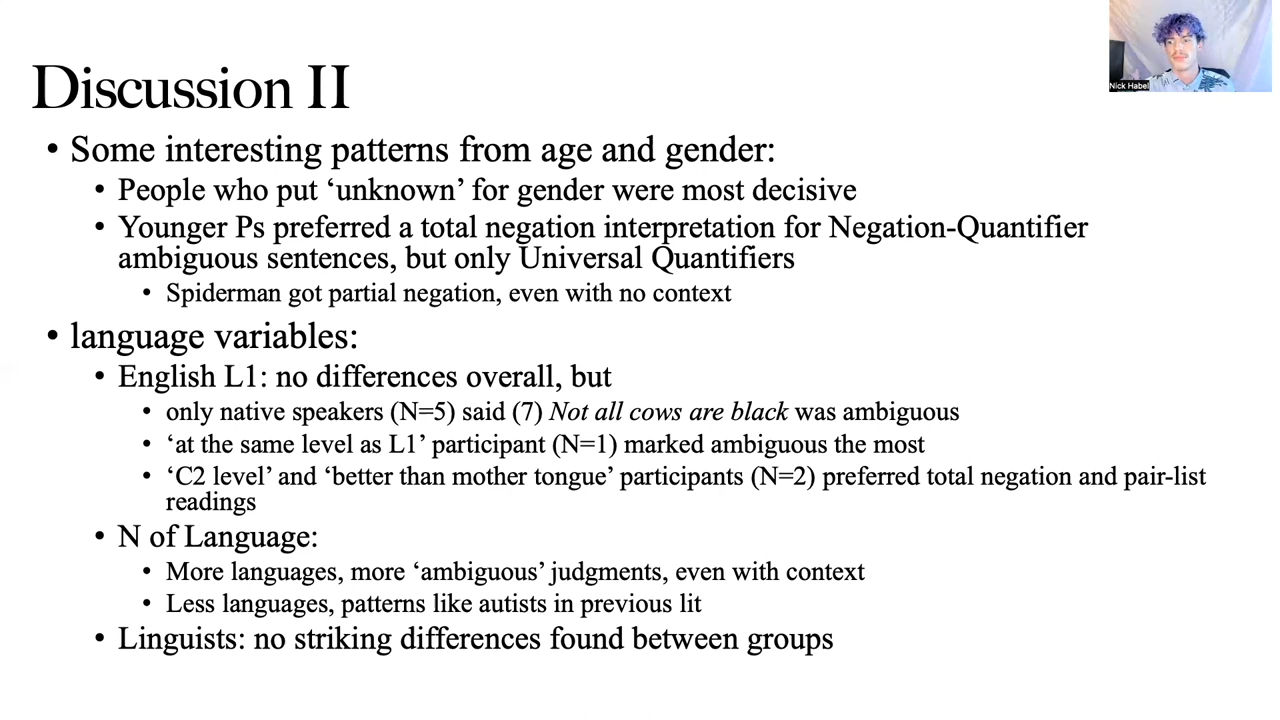 Nick Habel
Discussion II
• Some interesting patterns from age and gender:
• People who put ‘unknown’ for gender were most decisive
• Younger Ps preferred a total negation interpretation for Negation-Quantifier
ambiguous sentences, but only Universal Quantifiers
• Spiderman got partial negation, even with no context
• language variables:
• English L1: no differences overall, but
• only native speakers (N=5) said (7) Not all cows are black was ambiguous
• ‘at the same level as L1’ participant (N=1) marked ambiguous the most
• ‘C2 level’ and ‘better than mother tongue’ participants (N=2) preferred total negation and pair-list
readings
• N of Language:
• More languages, more ‘ambiguous’ judgments, even with context
• Less languages, patterns like autists in previous lit
• Linguists: no striking differences found between groups